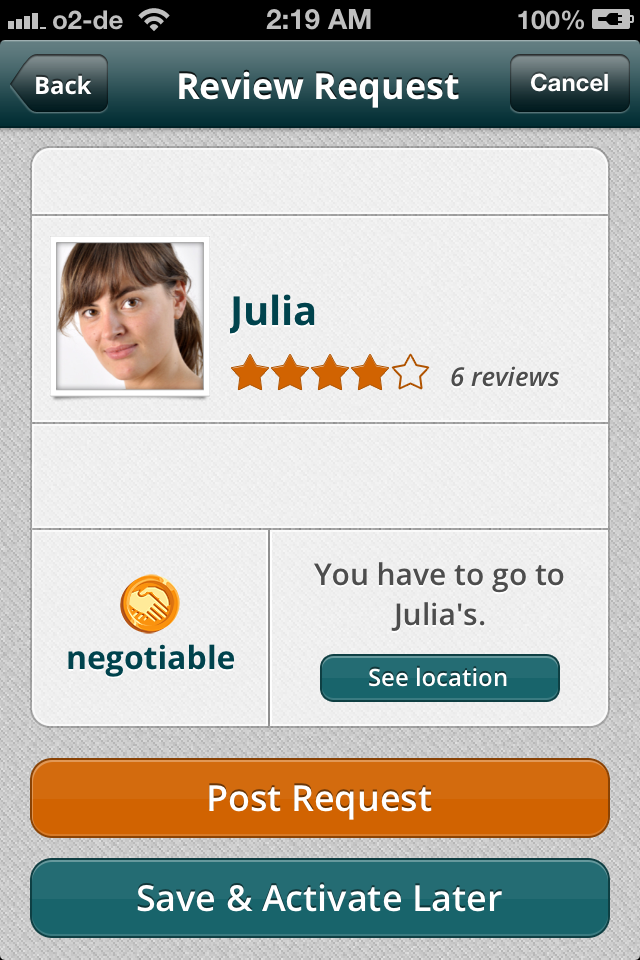 o2-de 2:19 AM 100%
Back Review Request Cancel
Julia
6 reviews
negotiable
You have to go to
Julia's.
See location
Post Request
Save & Activate Later